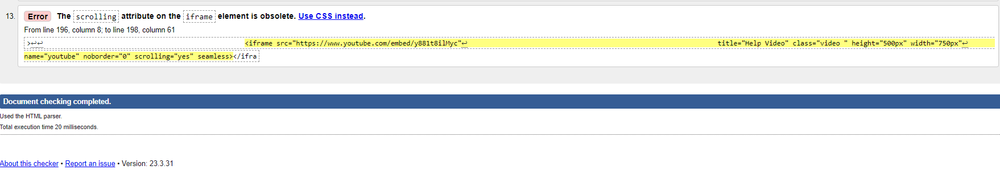 13. Error The scrolling attribute on the iframe element is obsolete. Use CSS instead.
From line 196, column 8; to line 198, column 61
>↩↩ <iframe src="https://www.youtube.com/embed/y881t8ilMyc"↩ title="Help Video" class="video " height="500px" width="750px"↩
name="youtube" noborder="0" scrolling="yes" seamless></ifra
Document checking completed.
Used the HTML parser.
Total execution time 20 milliseconds.
About this checker • Report an issue • Version: 23.3.31